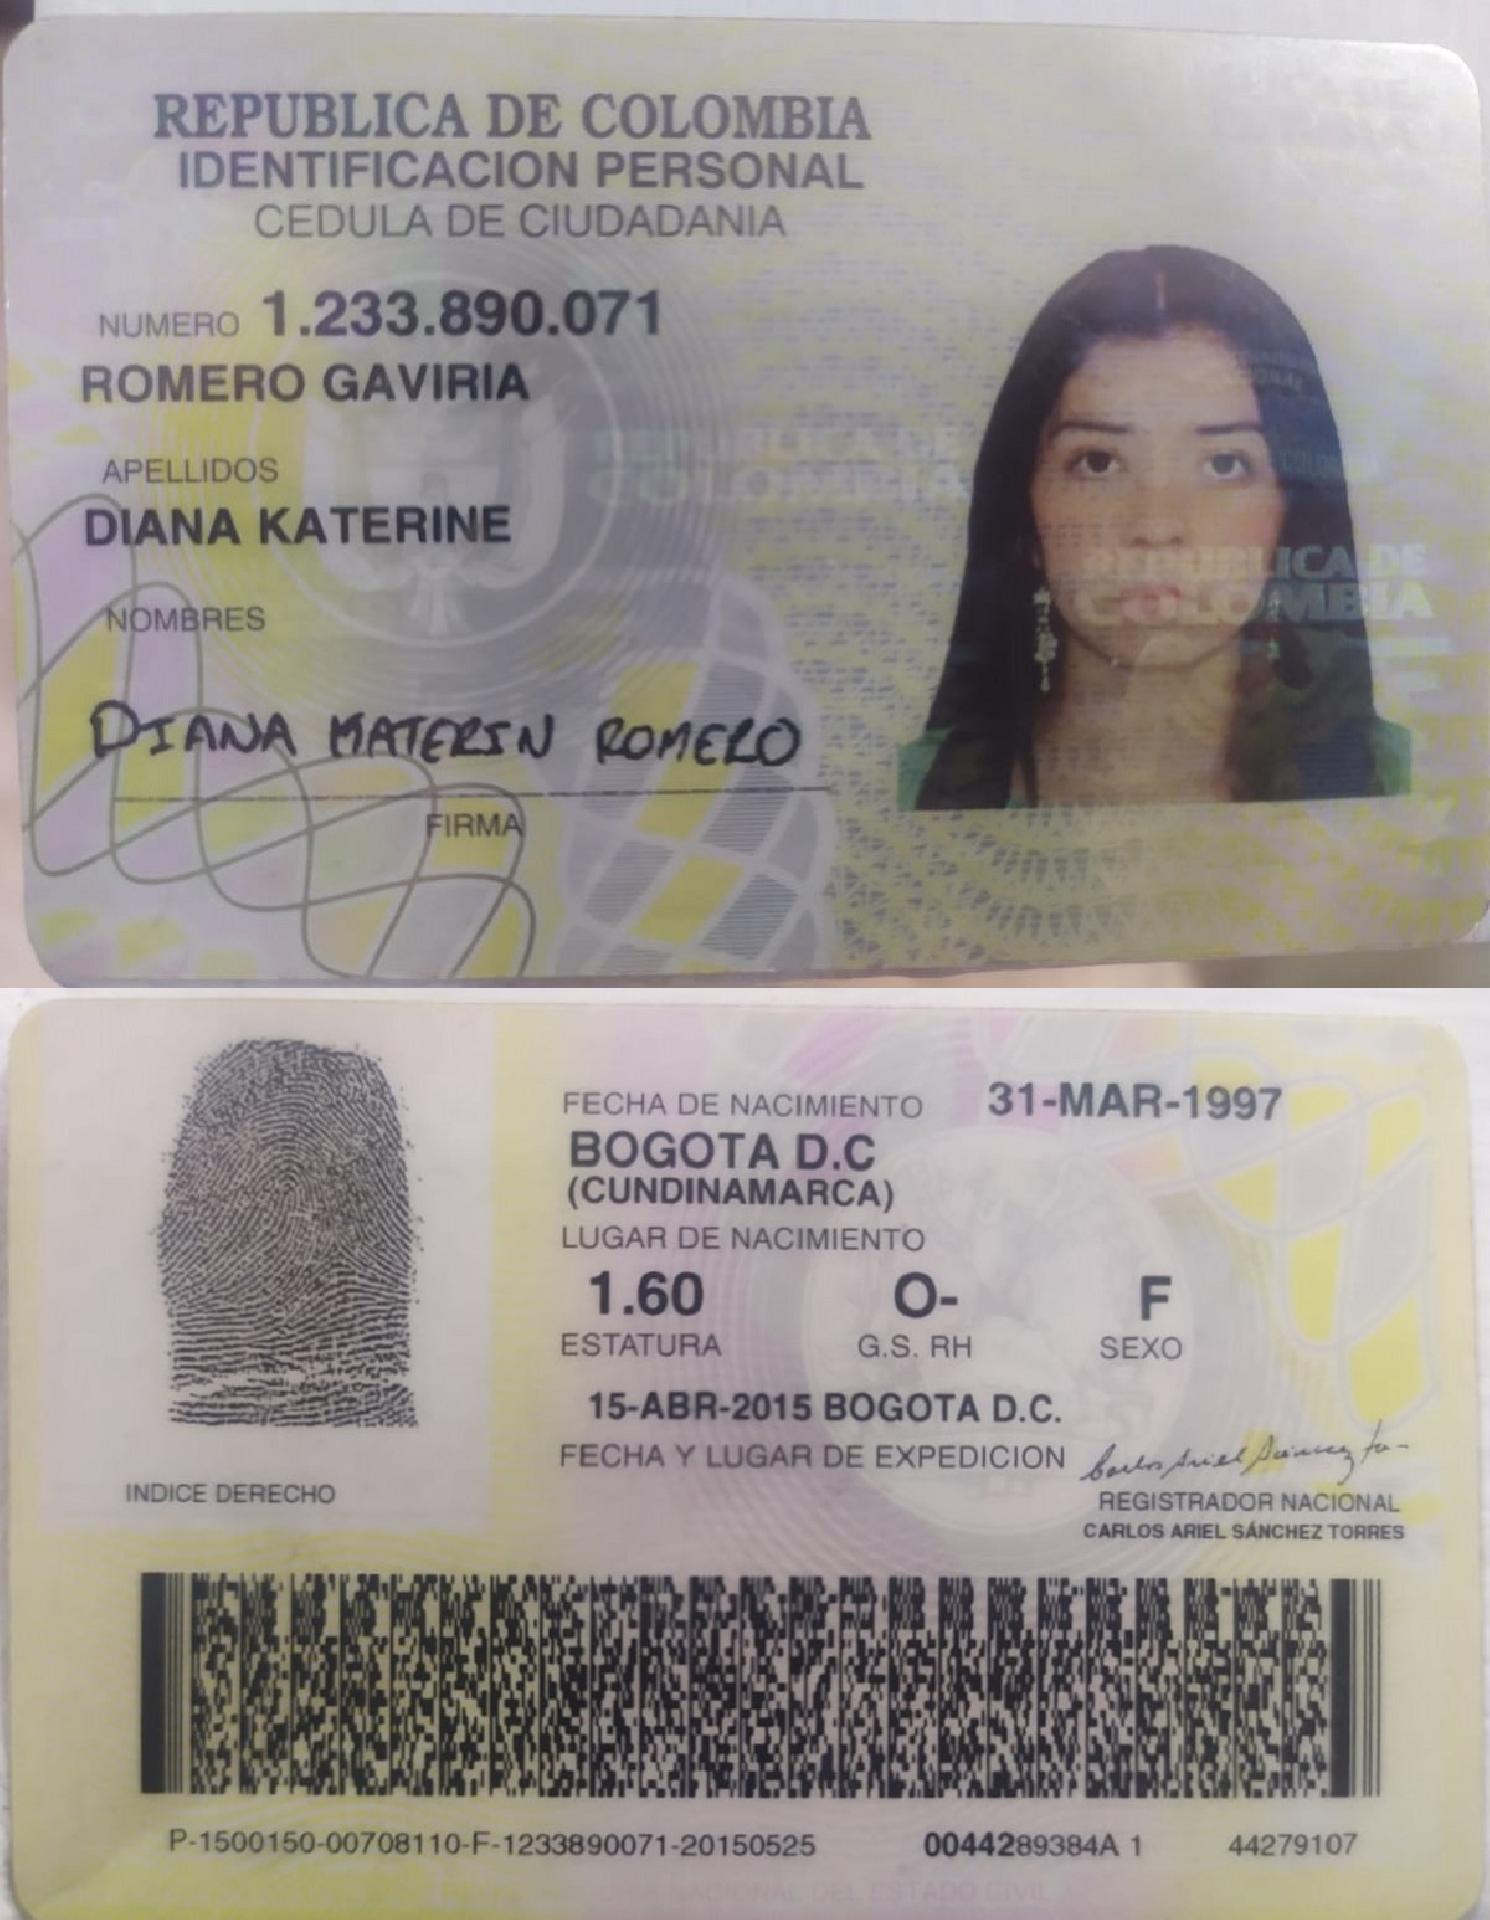 REPUBLICA DE COLOMBIA
IDENTIFICACION PERSONAL
CEDULA DE CIUDADANIA
NUMERO 1.233.890.071
ROMERO GAVIRIA
APELLIDOS
DIANA KATERINE
NOMBRES
DIANA KATERIN ROMERO
FIRMA
REPUBLICA DE
COLOMBIA
REPUBLICA DE
COLOMBIA
FECHA DE NACIMIENTO 31-MAR-1997
BOGOTA D.C
(CUNDINAMARCA)
LUGAR DE NACIMIENTO
1.60 O- F
ESTATURA G.S. RH SEXO
15-ABR-2015 BOGOTA D.C.
FECHA Y LUGAR DE EXPEDICION
INDICE DERECHO
REGISTRADOR NACIONAL
CARLOS ARIEL SÁNCHEZ TORRES
P-1500150-00708110-F-1233890071-20150525 0044289384A 1 44279107